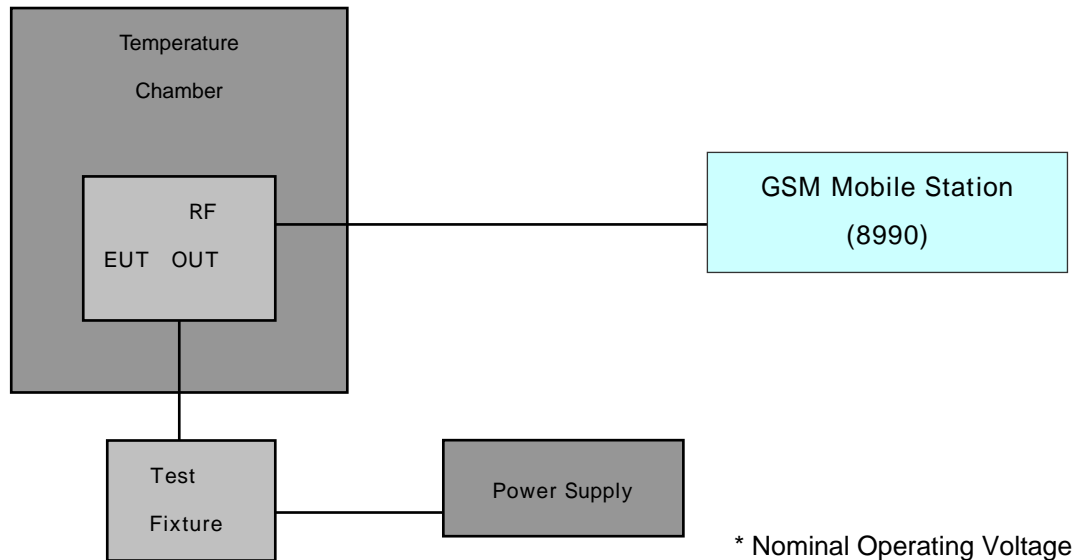 Temperature
Chamber
RF
EUT OUT
GSM Mobile Station
(8990)
Test
Fixture
Power Supply
* Nominal Operating Voltage